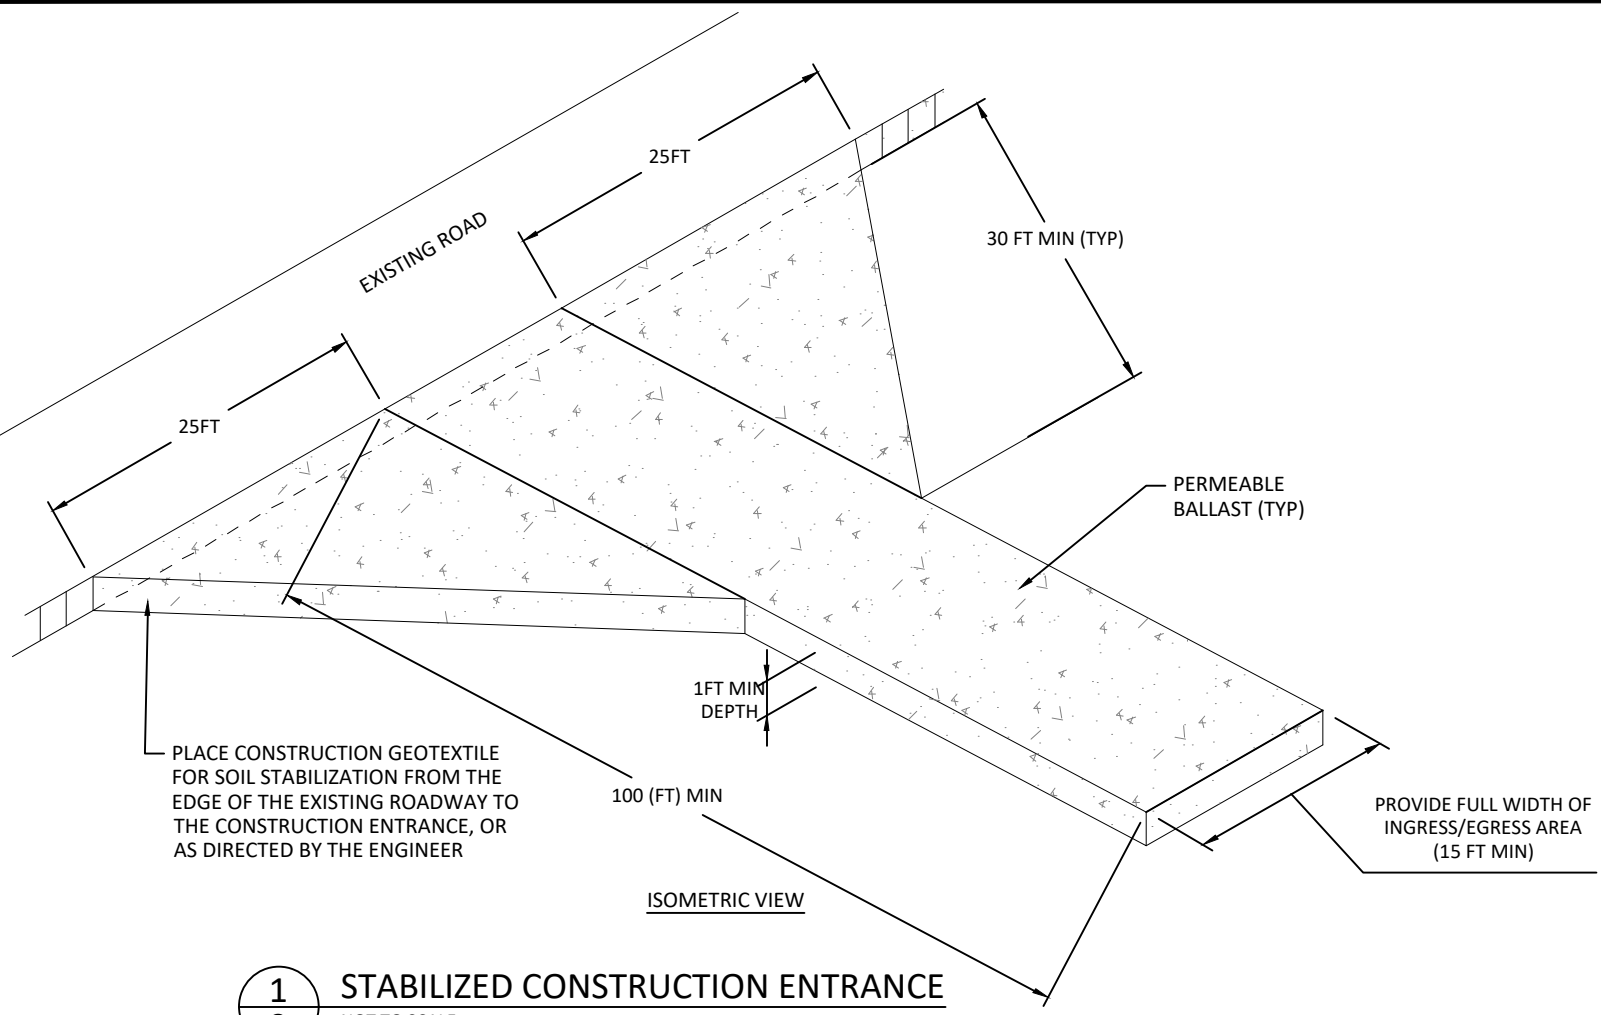 25FT
EXISTING ROAD
30 FT MIN (TYP)
25FT
PERMEABLE
BALLAST (TYP)
1FT MIN
DEPTH
PLACE CONSTRUCTION GEOTEXTILE
FOR SOIL STABILIZATION FROM THE
EDGE OF THE EXISTING ROADWAY TO
THE CONSTRUCTION ENTRANCE, OR
AS DIRECTED BY THE ENGINEER
100 (FT) MIN
PROVIDE FULL WIDTH OF
INGRESS/EGRESS AREA
(15 FT MIN)
ISOMETRIC VIEW
1
STABILIZED CONSTRUCTION ENTRANCE